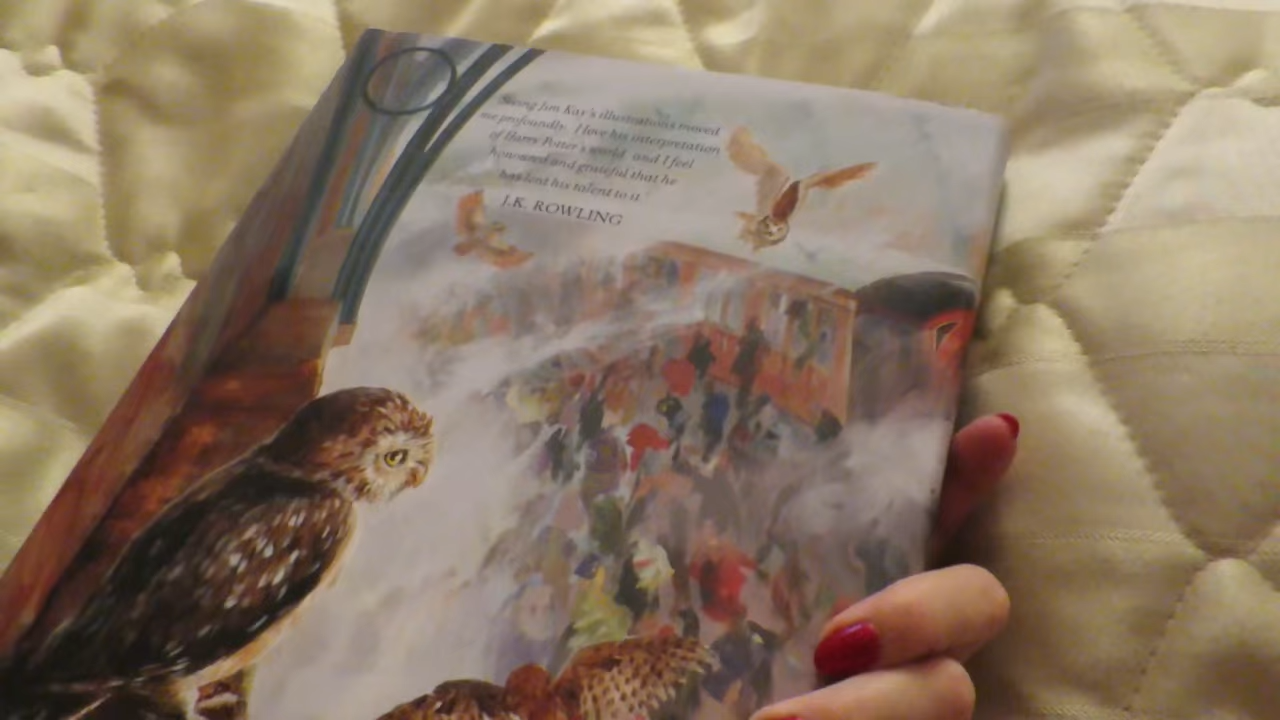 Seeing Jim Kay's illustrations moved
me profoundly. I love his interpretation
of Harry Potter's world, and I feel
honoured and grateful that he
has lent his talent to it.
J.K. ROWLING